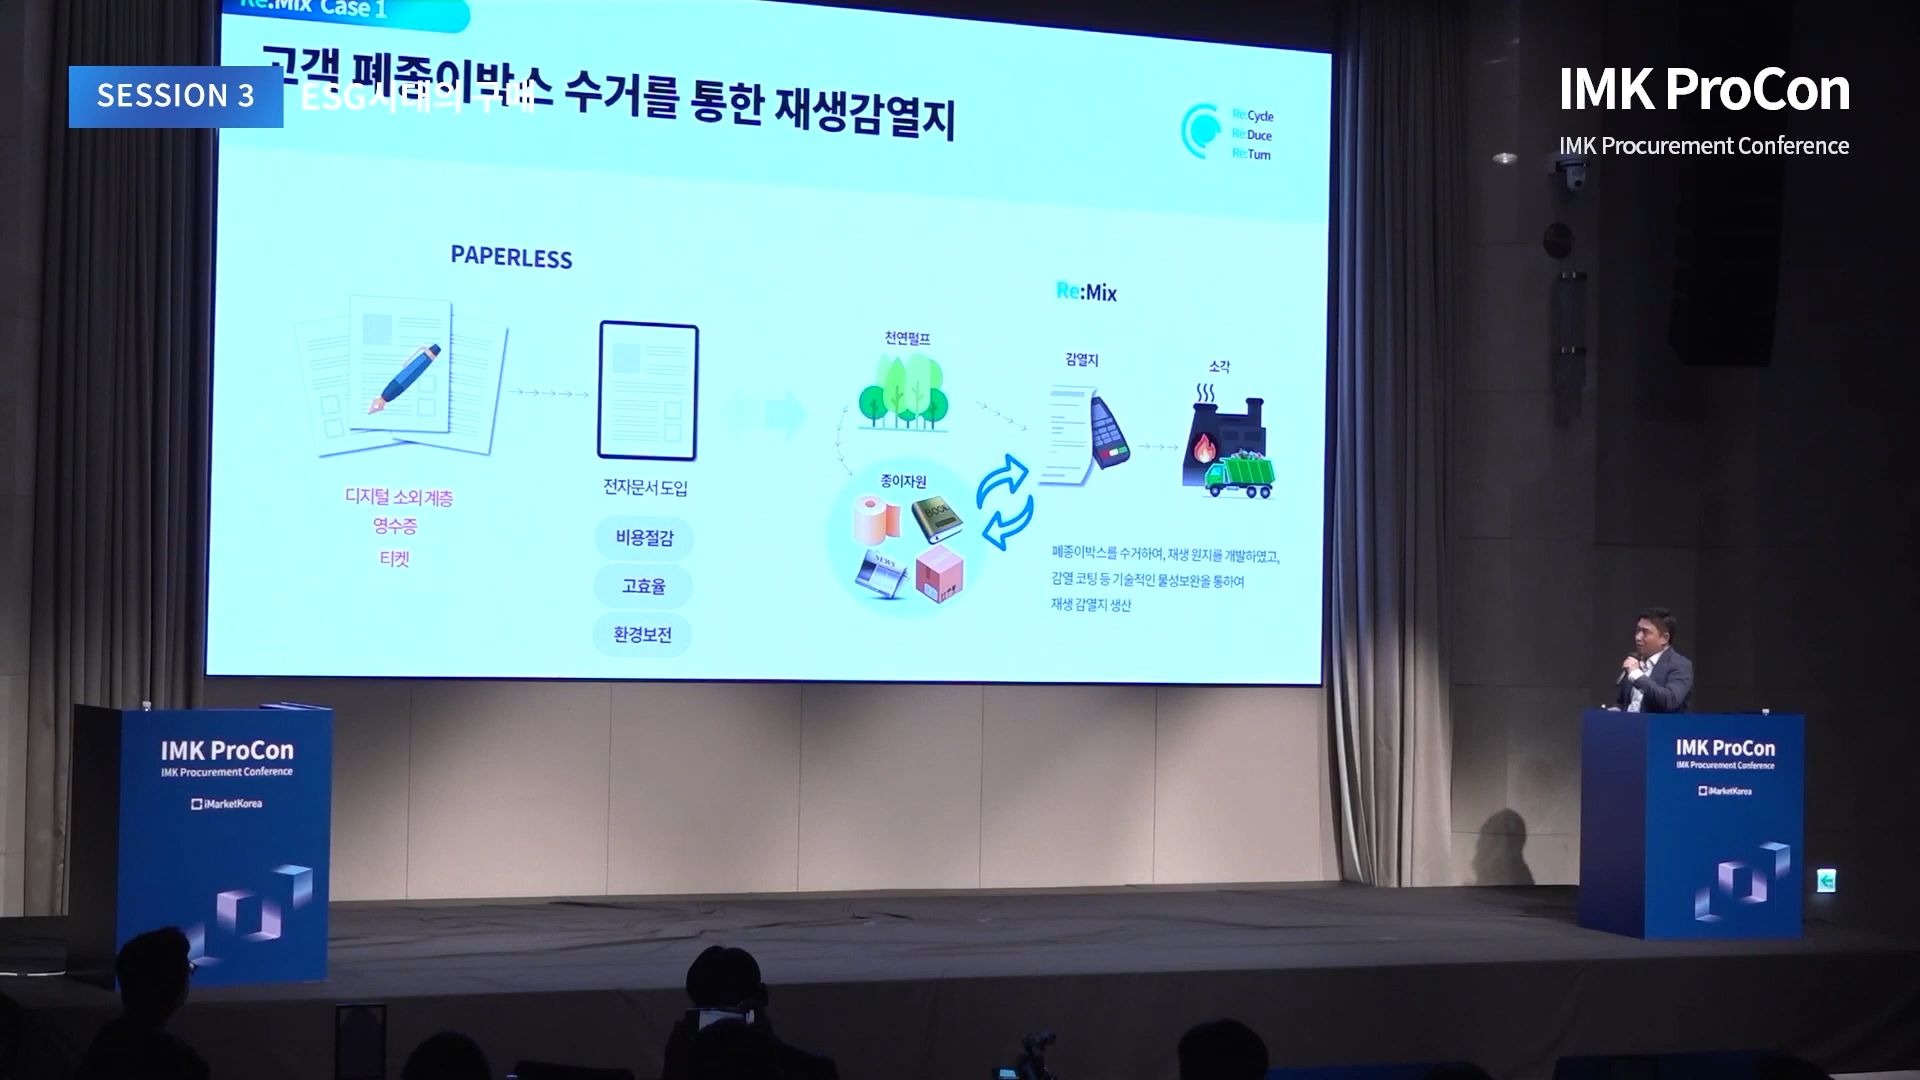 Re:Mix Case 1
고객 폐종이박스 수거를 통한 재생감열지
SESSION 3
ESG시대의 구매
IMK ProCon
IMK Procurement Conference
Re:Cycle
Re:Duce
Re:Turn
PAPERLESS
디지털 소외 계층
영수증
티켓
전자문서 도입
비용절감
고효율
환경보전
Re:Mix
천연펄프
감열지
소각
종이자원
BOOK
NEWS
폐종이박스를 수거하여, 재생 원지를 개발하였고,
감열 코팅 등 기술적인 물성보완을 통하여
재생 감열지 생산
IMK ProCon
IMK Procurement Conference
iMarketKorea
IMK ProCon
IMK Procurement Conference
iMarketKorea